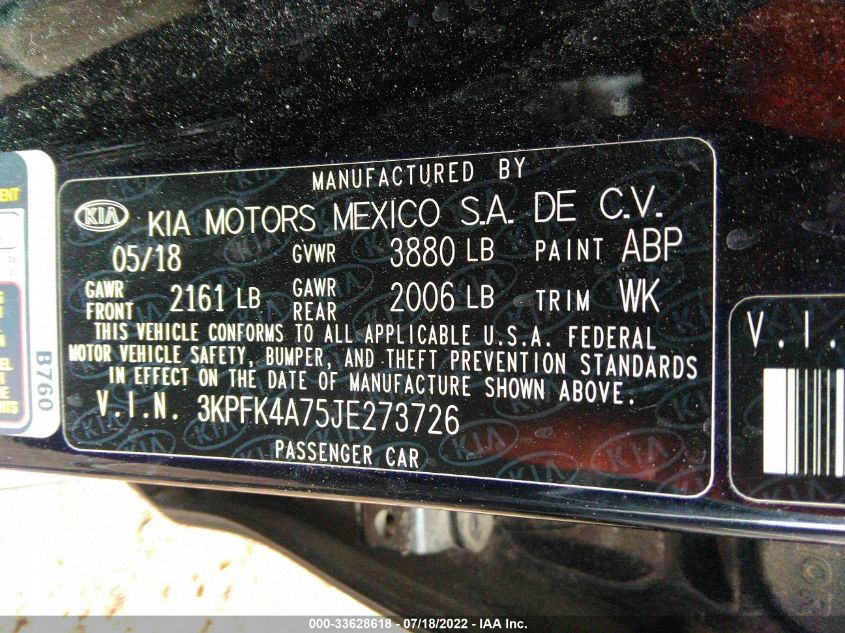 MANUFACTURED BY
KIA KIA MOTORS MEXICO S.A. DE C.V.
05/18 GVWR 3880 LB PAINT ABP
GAWR FRONT 2161 LB GAWR REAR 2006 LB TRIM WK
THIS VEHICLE CONFORMS TO ALL APPLICABLE U.S.A. FEDERAL
MOTOR VEHICLE SAFETY, BUMPER, AND THEFT PREVENTION STANDARDS
IN EFFECT ON THE DATE OF MANUFACTURE SHOWN ABOVE.
V.I.N. 3KPFK4A75JE273726
PASSENGER CAR
B760
V.I.
000-33628618 - 07/18/2022 - IAA Inc.